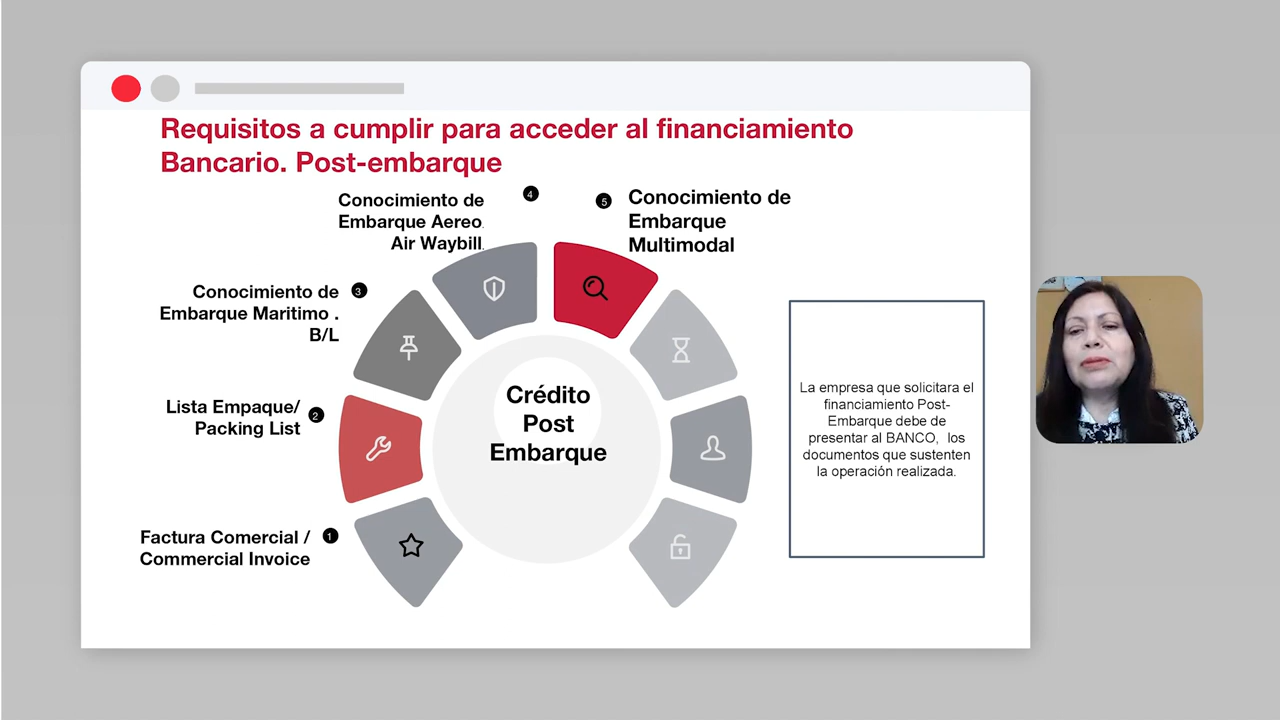 Requisitos a cumplir para acceder al financiamiento
Bancario. Post-embarque
4
Conocimiento de
Embarque Aereo.
Air Waybill.
5
Conocimiento de
Embarque
Multimodal
3
Conocimiento de
Embarque Maritimo .
B/L
2
Lista Empaque/
Packing List
1
Factura Comercial /
Commercial Invoice
Crédito
Post
Embarque
La empresa que solicitara el
financiamiento Post-
Embarque debe de
presentar al BANCO, los
documentos que sustenten
la operación realizada.